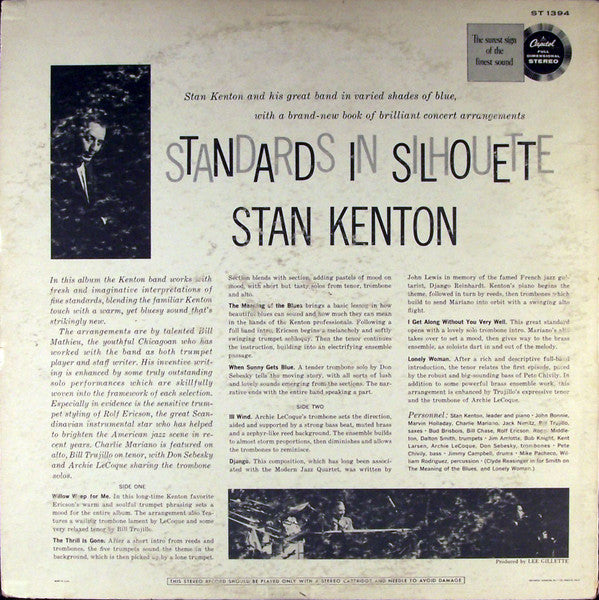 ST 1394
The surest sign
of the
finest sound
Capitol
FULL
DIMENSIONAL
STEREO
Stan Kenton and his great band in varied shades of blue,
with a brand-new book of brilliant concert arrangements
STANDARDS IN SILHOUETTE
STAN KENTON
In this album the Kenton band works with
fresh and imaginative interpretations of
fine standards, blending the familiar Kenton
touch with a warm, yet bluesy sound that's
strikingly new.
The arrangements are by talented Bill
Mathieu, the youthful Chicagoan who has
worked with the band as both trumpet
player and staff writer. His inventive writ-
ing is enhanced by some truly outstanding
solo performances which are skillfully
woven into the framework of each selection.
Especially in evidence is the sensitive trum-
pet styling of Rolf Ericson, the great Scan-
dinavian instrumental star who has helped
to brighten the American jazz scene in re-
cent years. Charlie Mariano is featured on
alto, Bill Trujillo on tenor, with Don Sebesky
and Archie LeCoque sharing the trombone
solos.
SIDE ONE
Willow Weep for Me. In this long-time Kenton favorite
Ericson's warm and soulful trumpet phrasing sets a
mood for the entire album. The arrangement also fea-
tures a wailing trombone lament by LeCoque and some
very relaxed tenor by Bill Trujillo.
The Thrill Is Gone. After a short intro from reeds and
trombones, the five trumpets sound the theme in the
background, which is then picked up by a lone trumpet.
Section blends with section, adding pastels of mood on
mood, with short but tasty solos from tenor, trombone
and alto.
The Meaning of the Blues brings a basic lesson in how
beautiful blues can sound and how much they can mean
in the hands of the Kenton professionals. Following a
full band intro, Ericson begins a melancholy and softly
swinging trumpet soliloquy. Then the tenor continues
the instruction, building into an electrifying ensemble
passage.
When Sunny Gets Blue. A tender trombone solo by Don
Sebesky tells the moving story, with all sorts of lush
and lovely sounds emerging from the sections. The nar-
rative ends with the entire band speaking a part.
SIDE TWO
Ill Wind. Archie LeCoque's trombone sets the direction,
aided and supported by a strong bass beat, muted brass
and a zephyr-like reed background. The ensemble builds
to almost storm proportions, then diminishes and allows
the trombones to reminisce.
Django. This composition, which has long been associ-
ated with the Modern Jazz Quartet, was written by
John Lewis in memory of the famed French jazz gui-
tarist, Django Reinhardt. Kenton's piano begins the
theme, followed in turn by reeds, then trombones which
build to send Mariano into orbit with a swinging alto
flight.
I Get Along Without You Very Well. This great standard
opens with a lovely solo trombone intro. Mariano's alto
takes over to set a mood, then gives way to the brass
ensemble, as soloists dart in and out of the melody.
Lonely Woman. After a rich and descriptive full-band
introduction, the tenor relates the first episode, pitted
by the robust and big-sounding bass of Pete Chivily. In
addition to some powerful brass ensemble work, this
arrangement is enhanced by Trujillo's expressive tenor
and the trombone of Archie LeCoque.
Personnel: Stan Kenton, leader and piano • John Bonnie,
Marvin Holladay, Charlie Mariano, Jack Nimitz, Bill Trujillo,
saxes • Bud Brisbois, Bill Chase, Rolf Ericson, Roger Middle-
ton, Dalton Smith, trumpets • Jim Amlotte, Bob Knight, Kent
Larsen, Archie LeCoque, Don Sebesky, trombones • Pete
Chivily, bass • Jimmy Campbell, drums • Mike Pacheco, Wil-
liam Rodriguez, percussion • (Clyde Reasinger in for Smith on
The Meaning of the Blues, and Lonely Woman.)
Produced by LEE GILLETTE
THIS STEREO RECORD SHOULD BE PLAYED ONLY WITH A STEREO CARTRIDGE AND NEEDLE TO AVOID DAMAGE